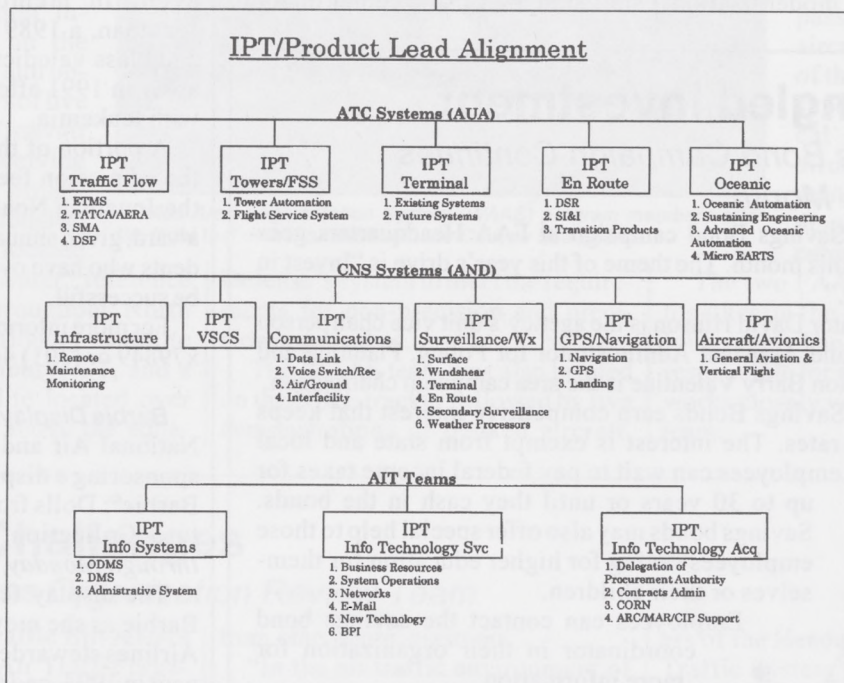 IPT/Product Lead Alignment
ATC Systems (AUA)
IPT
Traffic Flow
1. ETMS
2. TATCA/AERA
3. SMA
4. DSP
IPT
Towers/FSS
1. Tower Automation
2. Flight Service System
IPT
Terminal
1. Existing Systems
2. Future Systems
IPT
En Route
1. DSR
2. SI&I
3. Transition Products
IPT
Oceanic
1. Oceanic Automation
2. Sustaining Engineering
3. Advanced Oceanic
Automation
4. Micro EARTS
CNS Systems (AND)
IPT
Infrastructure
1. Remote
Maintenance
Monitoring
IPT
VSCS
IPT
Communications
1. Data Link
2. Voice Switch/Rec
3. Air/Ground
4. Interfacility
IPT
Surveillance/Wx
1. Surface
2. Windshear
3. Terminal
4. En Route
5. Secondary Surveillance
6. Weather Processors
IPT
GPS/Navigation
1. Navigation
2. GPS
3. Landing
IPT
Aircraft/Avionics
1. General Aviation &
Vertical Flight
AIT Teams
IPT
Info Systems
1. ODMS
2. DMS
3. Admistrative System
IPT
Info Technology Svc
1. Business Resources
2. System Operations
3. Networks
4. E-Mail
5. New Technology
6. BPI
IPT
Info Technology Acq
1. Delegation of
Procurement Authority
2. Contracts Admin
3. CORN
4. ARC/MAR/CIP Support